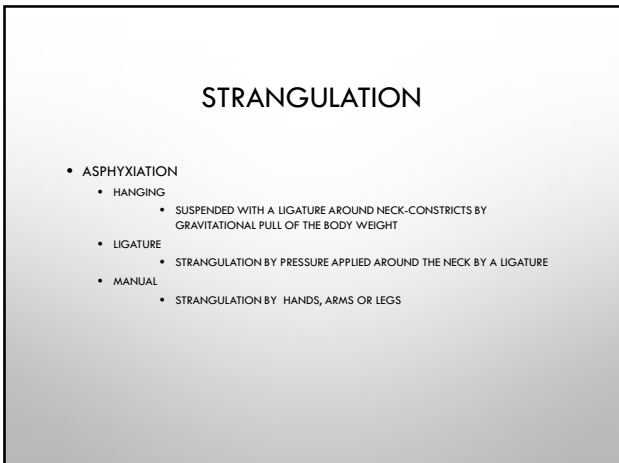 STRANGULATION
• ASPHYXIATION
• HANGING
• SUSPENDED WITH A LIGATURE AROUND NECK-CONSTRICTS BY
GRAVITATIONAL PULL OF THE BODY WEIGHT
• LIGATURE
• STRANGULATION BY PRESSURE APPLIED AROUND THE NECK BY A LIGATURE
• MANUAL
• STRANGULATION BY HANDS, ARMS OR LEGS